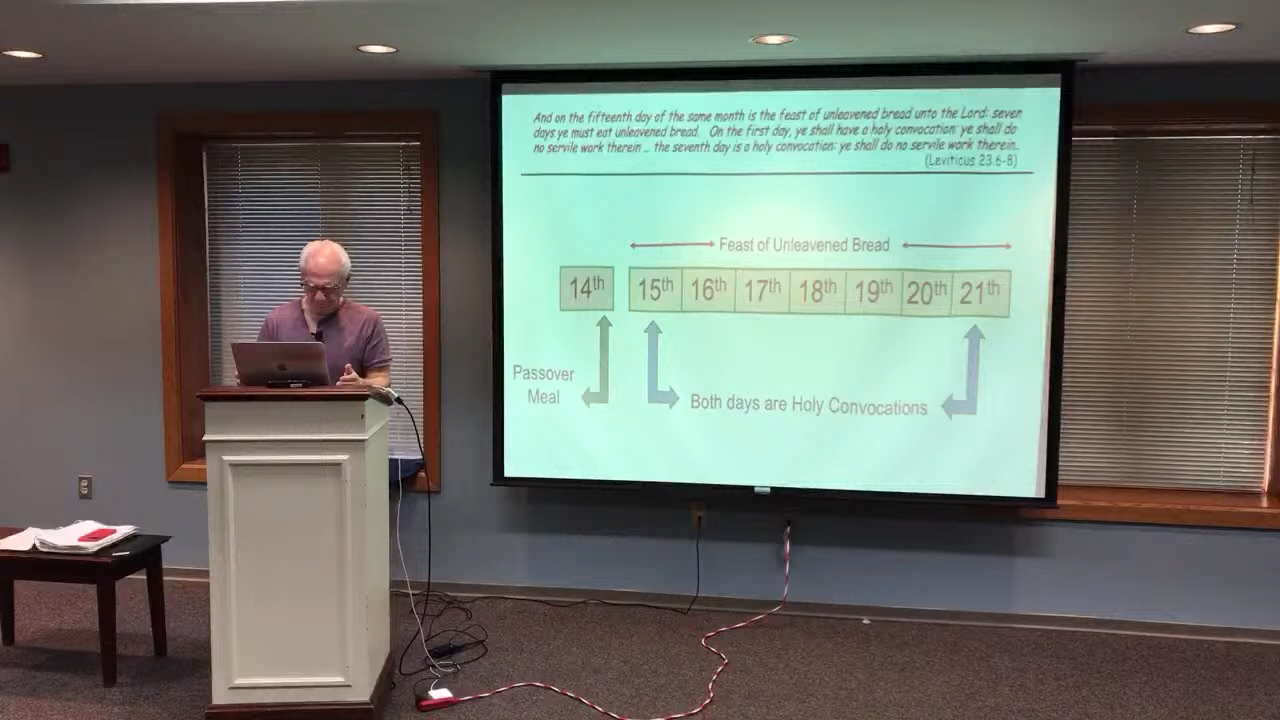 And on the fifteenth day of the same month is the feast of unleavened bread unto the Lord: seven
days ye must eat unleavened bread. On the first day, ye shall have a holy convocation: ye shall do
no servile work therein ... the seventh day is a holy convocation: ye shall do no servile work therein.
(Leviticus 23.6-8)
Feast of Unleavened Bread
14th 15th 16th 17th 18th 19th 20th 21th
Passover
Meal
Both days are Holy Convocations